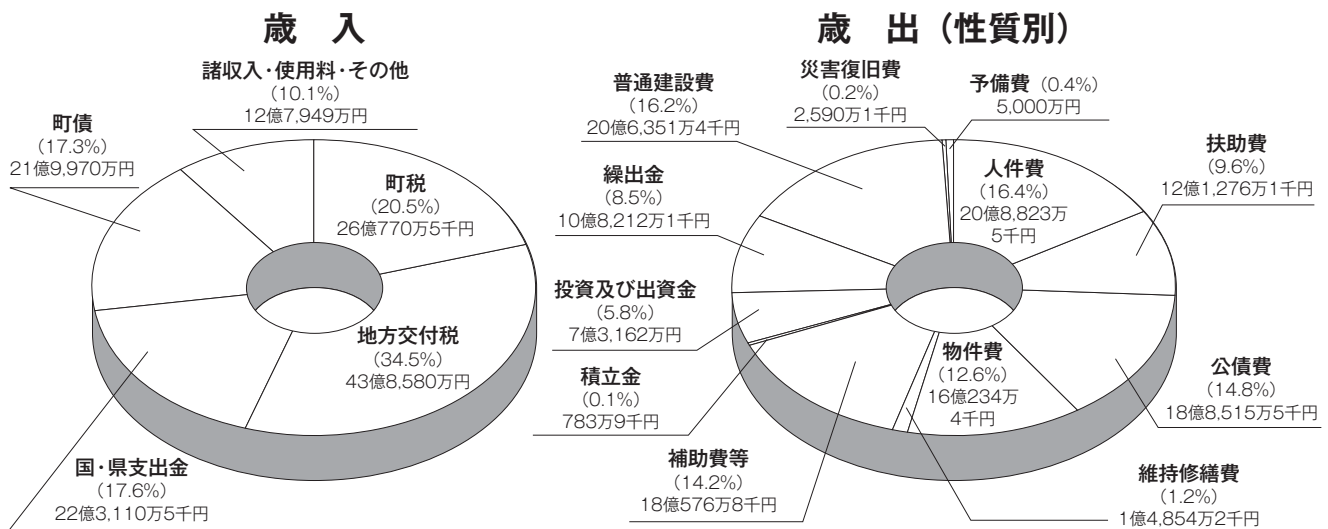 歳 入
諸収入・使用料・その他
(10.1%)
12億7,949万円
町債
(17.3%)
21億9,970万円
町税
(20.5%)
26億770万5千円
地方交付税
(34.5%)
43億8,580万円
国・県支出金
(17.6%)
22億3,110万5千円
歳 出(性質別)
普通建設費
(16.2%)
20億6,351万4千円
災害復旧費
(0.2%)
2,590万1千円
予備費 (0.4%)
5,000万円
人件費
(16.4%)
20億8,823万
5千円
扶助費
(9.6%)
12億1,276万1千円
繰出金
(8.5%)
10億8,212万1千円
投資及び出資金
(5.8%)
7億3,162万円
積立金
(0.1%)
783万9千円
物件費
(12.6%)
16億234万
4千円
公債費
(14.8%)
18億8,515万5千円
補助費等
(14.2%)
18億576万8千円
維持修繕費
(1.2%)
1億4,854万2千円